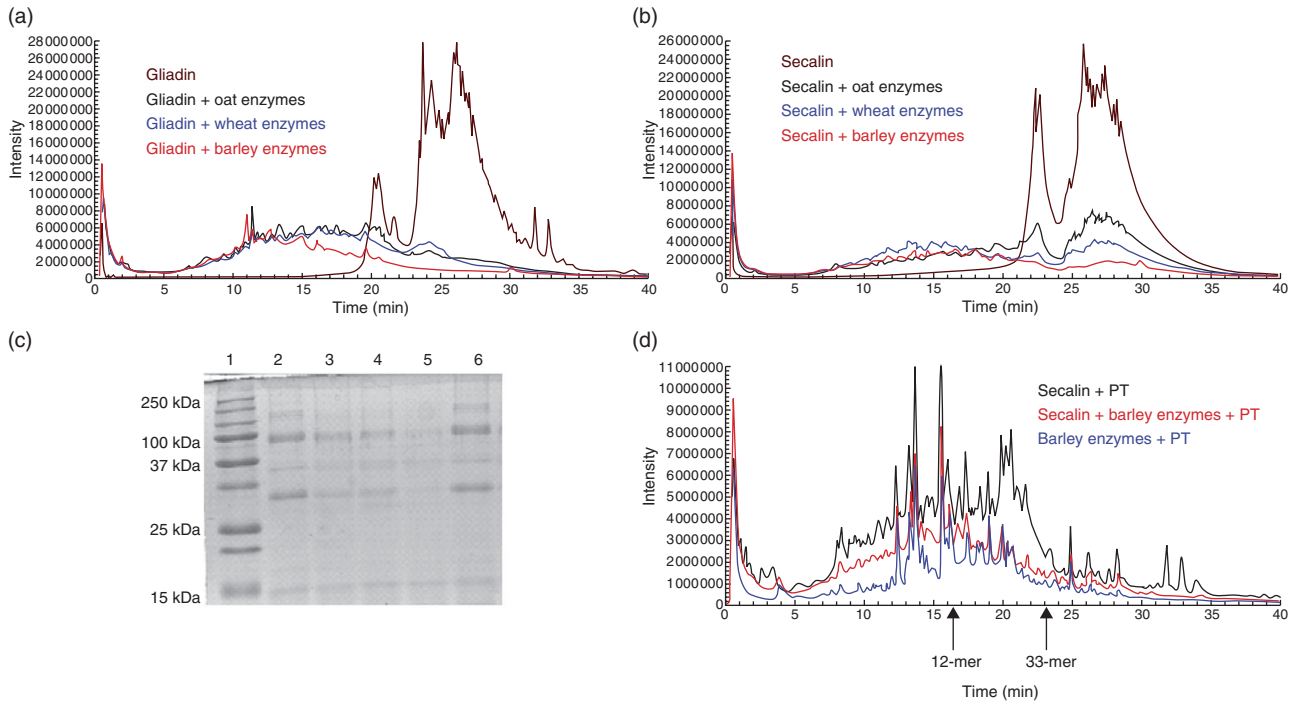 (a)
28 000 000
26 000 000
24 000 000
22 000 000
20 000 000
18 000 000
16 000 000
14 000 000
12 000 000
10 000 000
8 000 000
6 000 000
4 000 000
2 000 000
0
Intensity
Gliadin
Gliadin + oat enzymes
Gliadin + wheat enzymes
Gliadin + barley enzymes
0 5 10 15 20 25 30 35 40
Time (min)
(b)
26 000 000
24 000 000
22 000 000
20 000 000
18 000 000
16 000 000
14 000 000
12 000 000
10 000 000
8 000 000
6 000 000
4 000 000
2 000 000
0
Intensity
Secalin
Secalin + oat enzymes
Secalin + wheat enzymes
Secalin + barley enzymes
0 5 10 15 20 25 30 35 40
Time (min)
(c)
1 2 3 4 5 6
250 kDa
100 kDa
37 kDa
25 kDa
15 kDa
(d)
11 000 000
10 000 000
9 000 000
8 000 000
7 000 000
6 000 000
5 000 000
4 000 000
3 000 000
2 000 000
1 000 000
0
Intensity
Secalin + PT
Secalin + barley enzymes + PT
Barley enzymes + PT
0 5 10 15 20 25 30 35 40
12-mer 33-mer
Time (min)